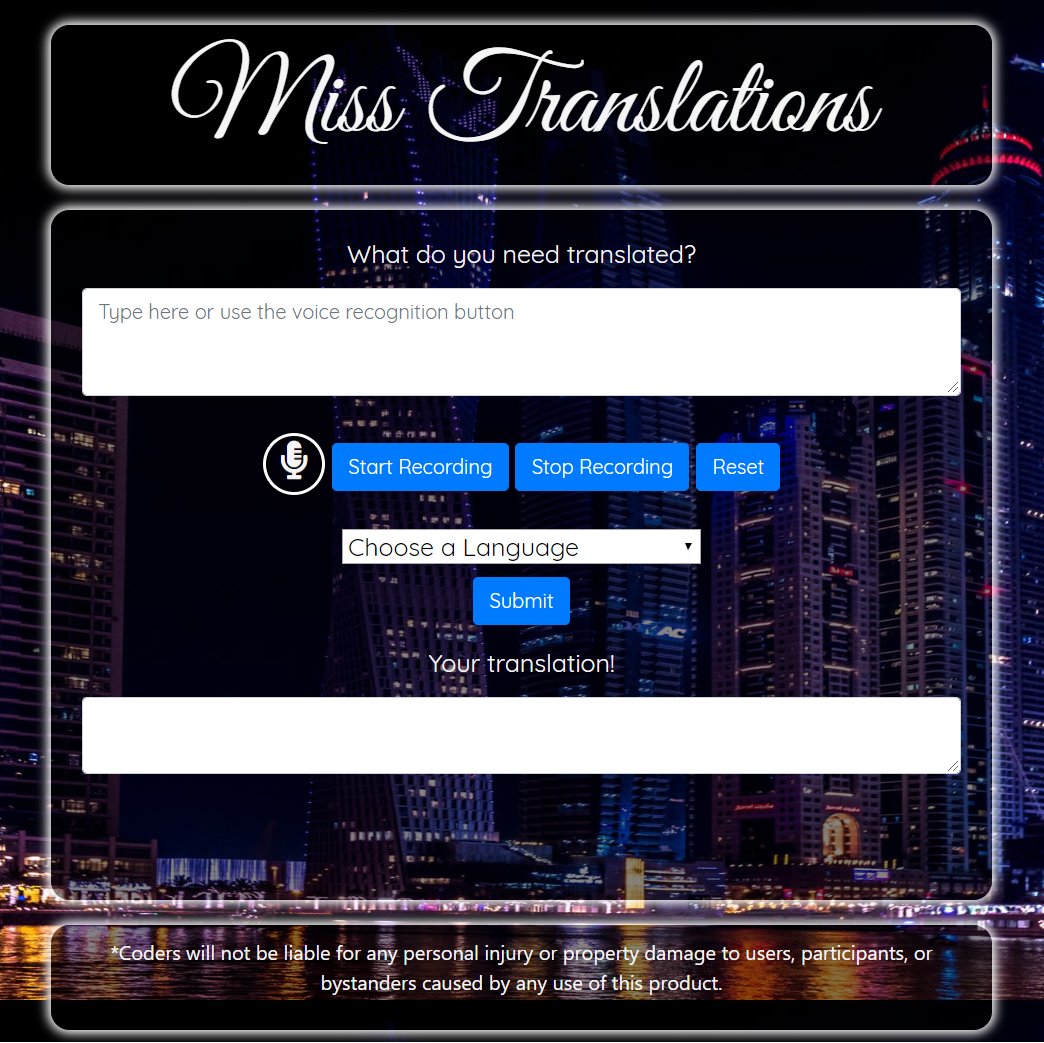 Miss Translations
What do you need translated?
Type here or use the voice recognition button
Start Recording Stop Recording Reset
Choose a Language
Submit
Your translation!
*Coders will not be liable for any personal injury or property damage to users, participants, or
bystanders caused by any use of this product.